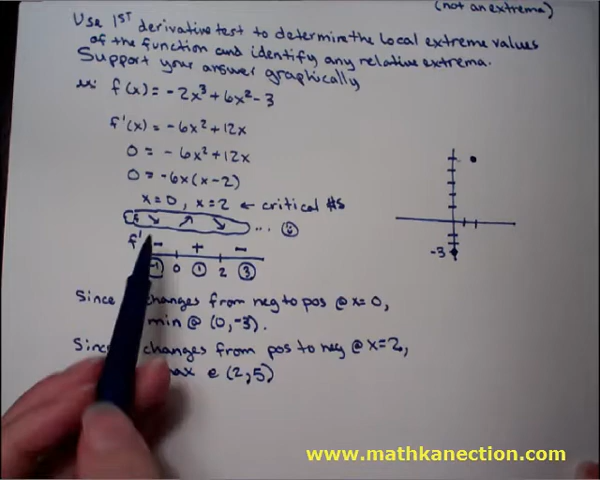 (not an extrema)
Use 1ST derivative test to determine the local extreme values
of the function and identify any relative extrema.
Support your answer graphically
f(x) = -2x³ + 6x² - 3
f'(x) = -6x² + 12x
0 = -6x² + 12x
0 = -6x(x-2)
x=0, x=2 ← critical #s
↘ ↗ ↘ ...
f' - + -
-1 0 1 2 3
-3
Since changes from neg to pos @ x=0,
min @ (0,-3).
Since changes from pos to neg @ x=2,
max @ (2,5)
www.mathkanection.com